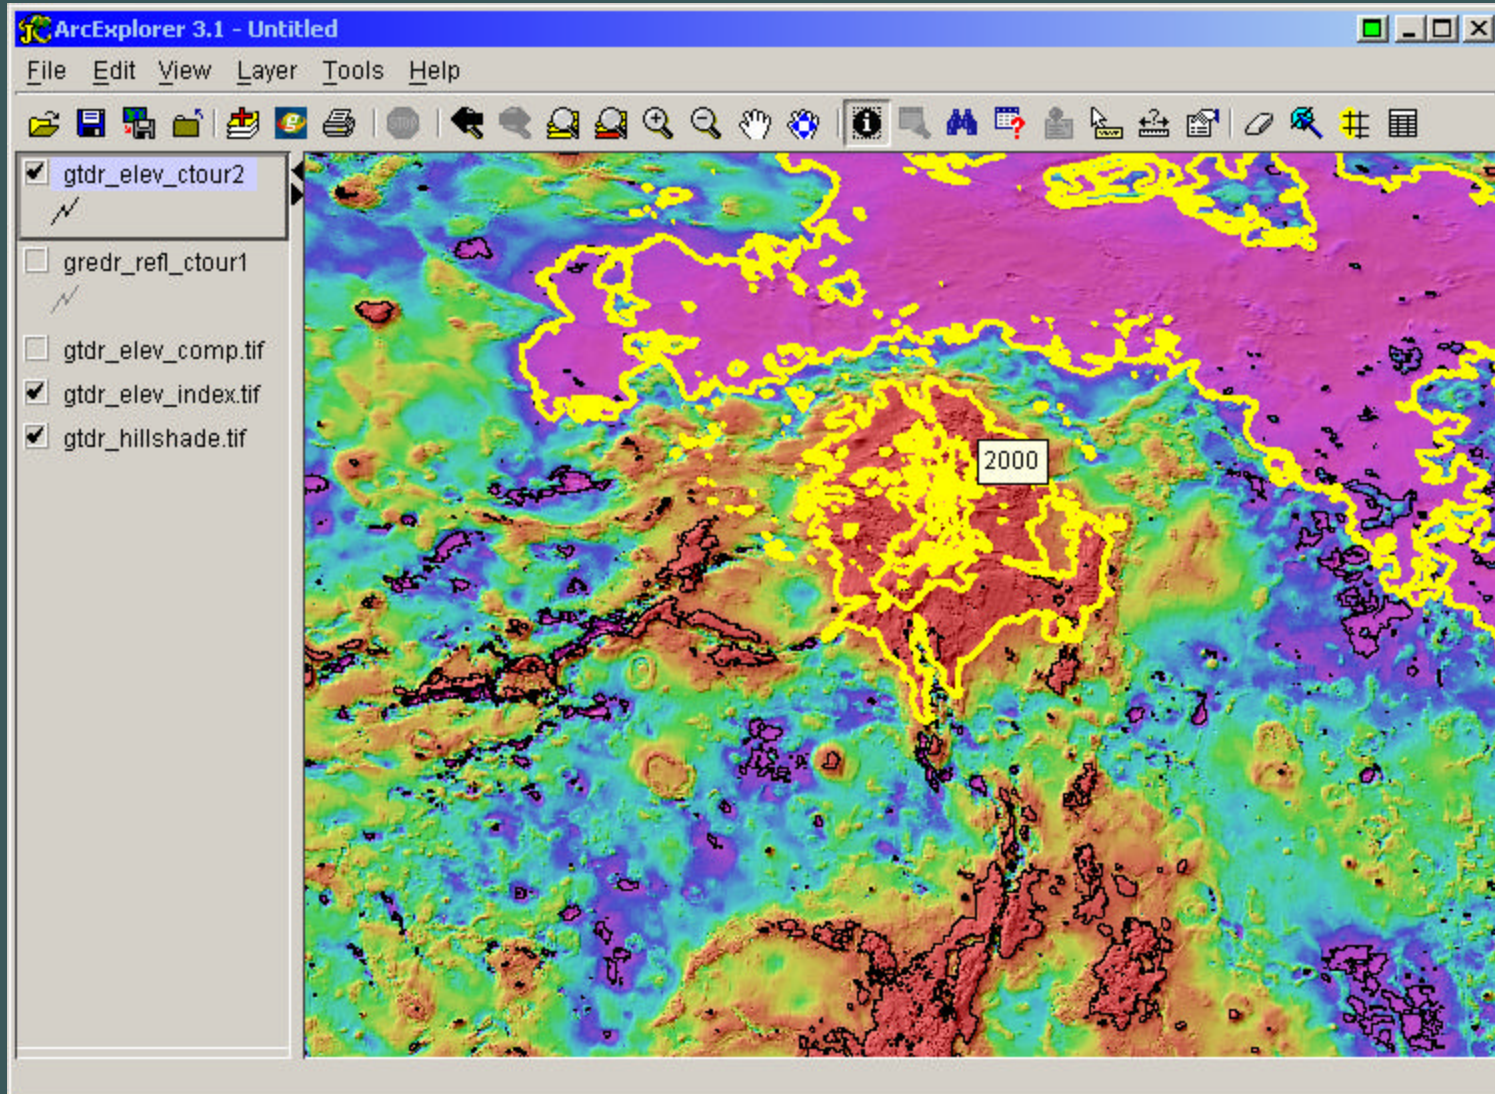 ArcExplorer 3.1 - Untitled
File Edit View Layer Tools Help
STOP
gtdr_elev_ctour2
gredr_refl_ctour1
gtdr_elev_comp.tif
gtdr_elev_index.tif
gtdr_hillshade.tif
2000